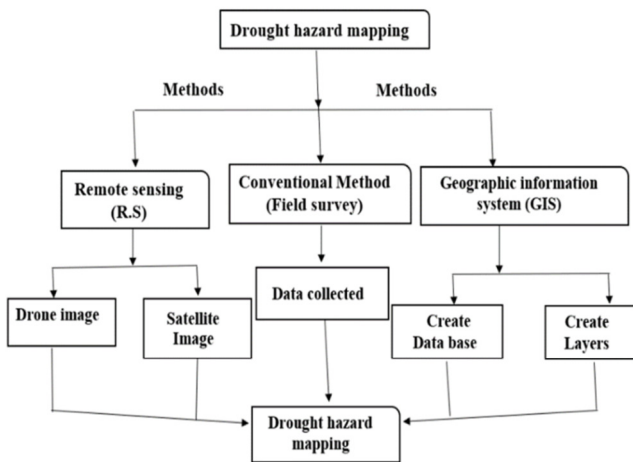 Drought hazard mapping
Methods
Methods
Remote sensing
(R.S)
Conventional Method
(Field survey)
Geographic information
system (GIS)
Drone image
Satellite
Image
Data collected
Create
Data base
Create
Layers
Drought hazard
mapping